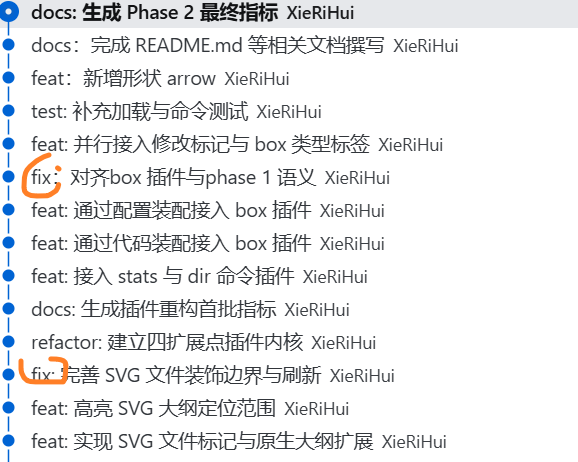 docs: 生成 Phase 2 最终指标 XieRiHui
docs：完成 README.md 等相关文档撰写 XieRiHui
feat：新增形状 arrow XieRiHui
test: 补充加载与命令测试 XieRiHui
feat: 并行接入修改标记与 box 类型标签 XieRiHui
fix：对齐box 插件与phase 1 语义 XieRiHui
feat: 通过配置装配接入 box 插件 XieRiHui
feat: 通过代码装配接入 box 插件 XieRiHui
feat: 接入 stats 与 dir 命令插件 XieRiHui
docs: 生成插件重构首批指标 XieRiHui
refactor: 建立四扩展点插件内核 XieRiHui
fix: 完善 SVG 文件装饰边界与刷新 XieRiHui
feat: 高亮 SVG 大纲定位范围 XieRiHui
feat: 实现 SVG 文件标记与原生大纲扩展 XieRiHui